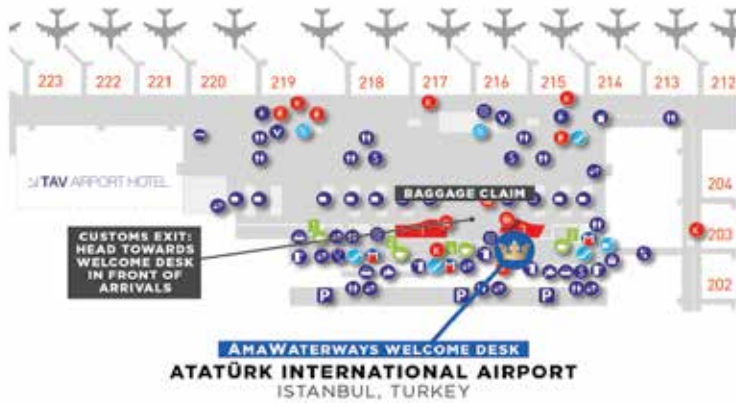 223
222
221
220
219
218
217
216
215
214
213
212
TAV AIRPORT HOTEL
BAGGAGE CLAIM
204
CUSTOMS EXIT:
HEAD TOWARDS
WELCOME DESK
IN FRONT OF
ARRIVALS
203
202
P
P
P
AMAWATERWAYS WELCOME DESK
ATATÜRK INTERNATIONAL AIRPORT
ISTANBUL, TURKEY